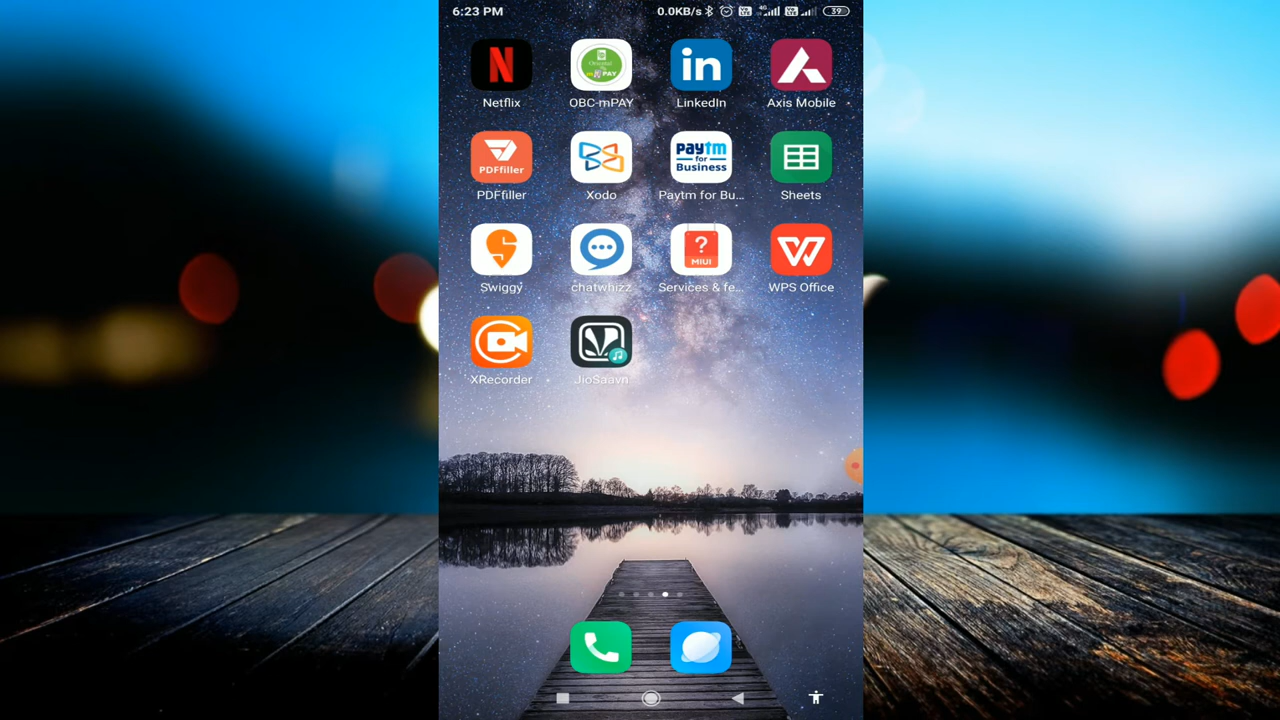 6:23 PM 0.0KB/s 4G 39
Netflix OBC-mPAY LinkedIn Axis Mobile
PDFfiller paytm
for
Business
PDFfiller Xodo Paytm for Bu... Sheets
?
MIUI
Swiggy chatwhizz Services & fe... WPS Office
XRecorder JioSaavn